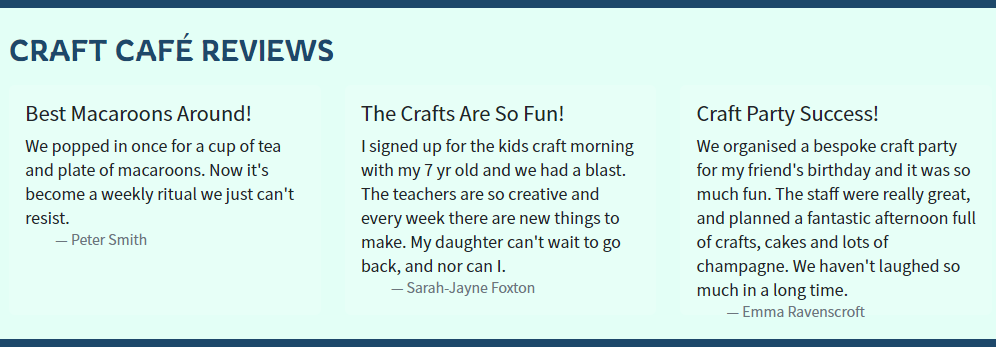 CRAFT CAFÉ REVIEWS
Best Macaroons Around!
We popped in once for a cup of tea
and plate of macaroons. Now it's
become a weekly ritual we just can't
resist.
— Peter Smith
The Crafts Are So Fun!
I signed up for the kids craft morning
with my 7 yr old and we had a blast.
The teachers are so creative and
every week there are new things to
make. My daughter can't wait to go
back, and nor can I.
— Sarah-Jayne Foxton
Craft Party Success!
We organised a bespoke craft party
for my friend's birthday and it was so
much fun. The staff were really great,
and planned a fantastic afternoon full
of crafts, cakes and lots of
champagne. We haven't laughed so
much in a long time.
— Emma Ravenscroft